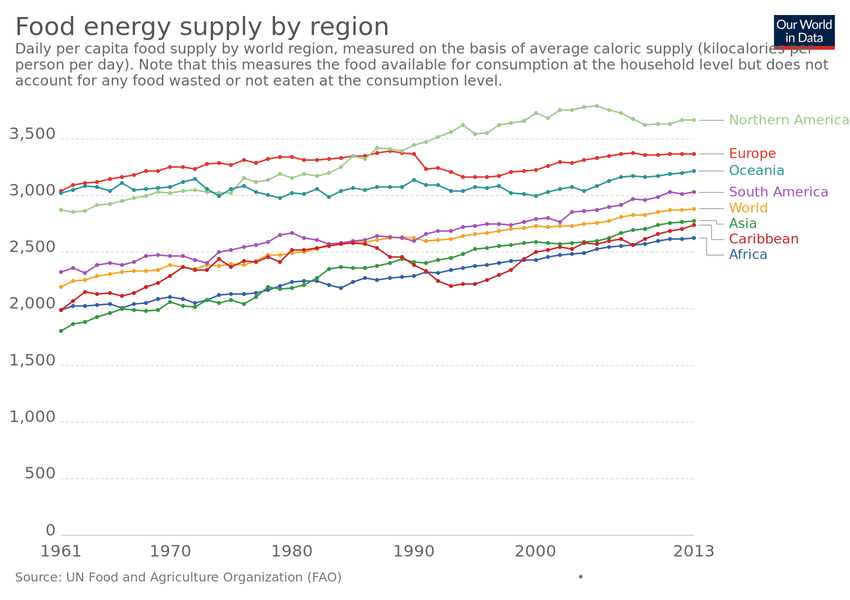 Food energy supply by region
Our World
in Data
Daily per capita food supply by world region, measured on the basis of average caloric supply (kilocalories per
person per day). Note that this measures the food available for consumption at the household level but does not
account for any food wasted or not eaten at the consumption level.
3,500
3,000
2,500
2,000
1,500
1,000
500
0
Northern America
Europe
Oceania
South America
World
Asia
Caribbean
Africa
1961
1970
1980
1990
2000
2013
Source: UN Food and Agriculture Organization (FAO)
•